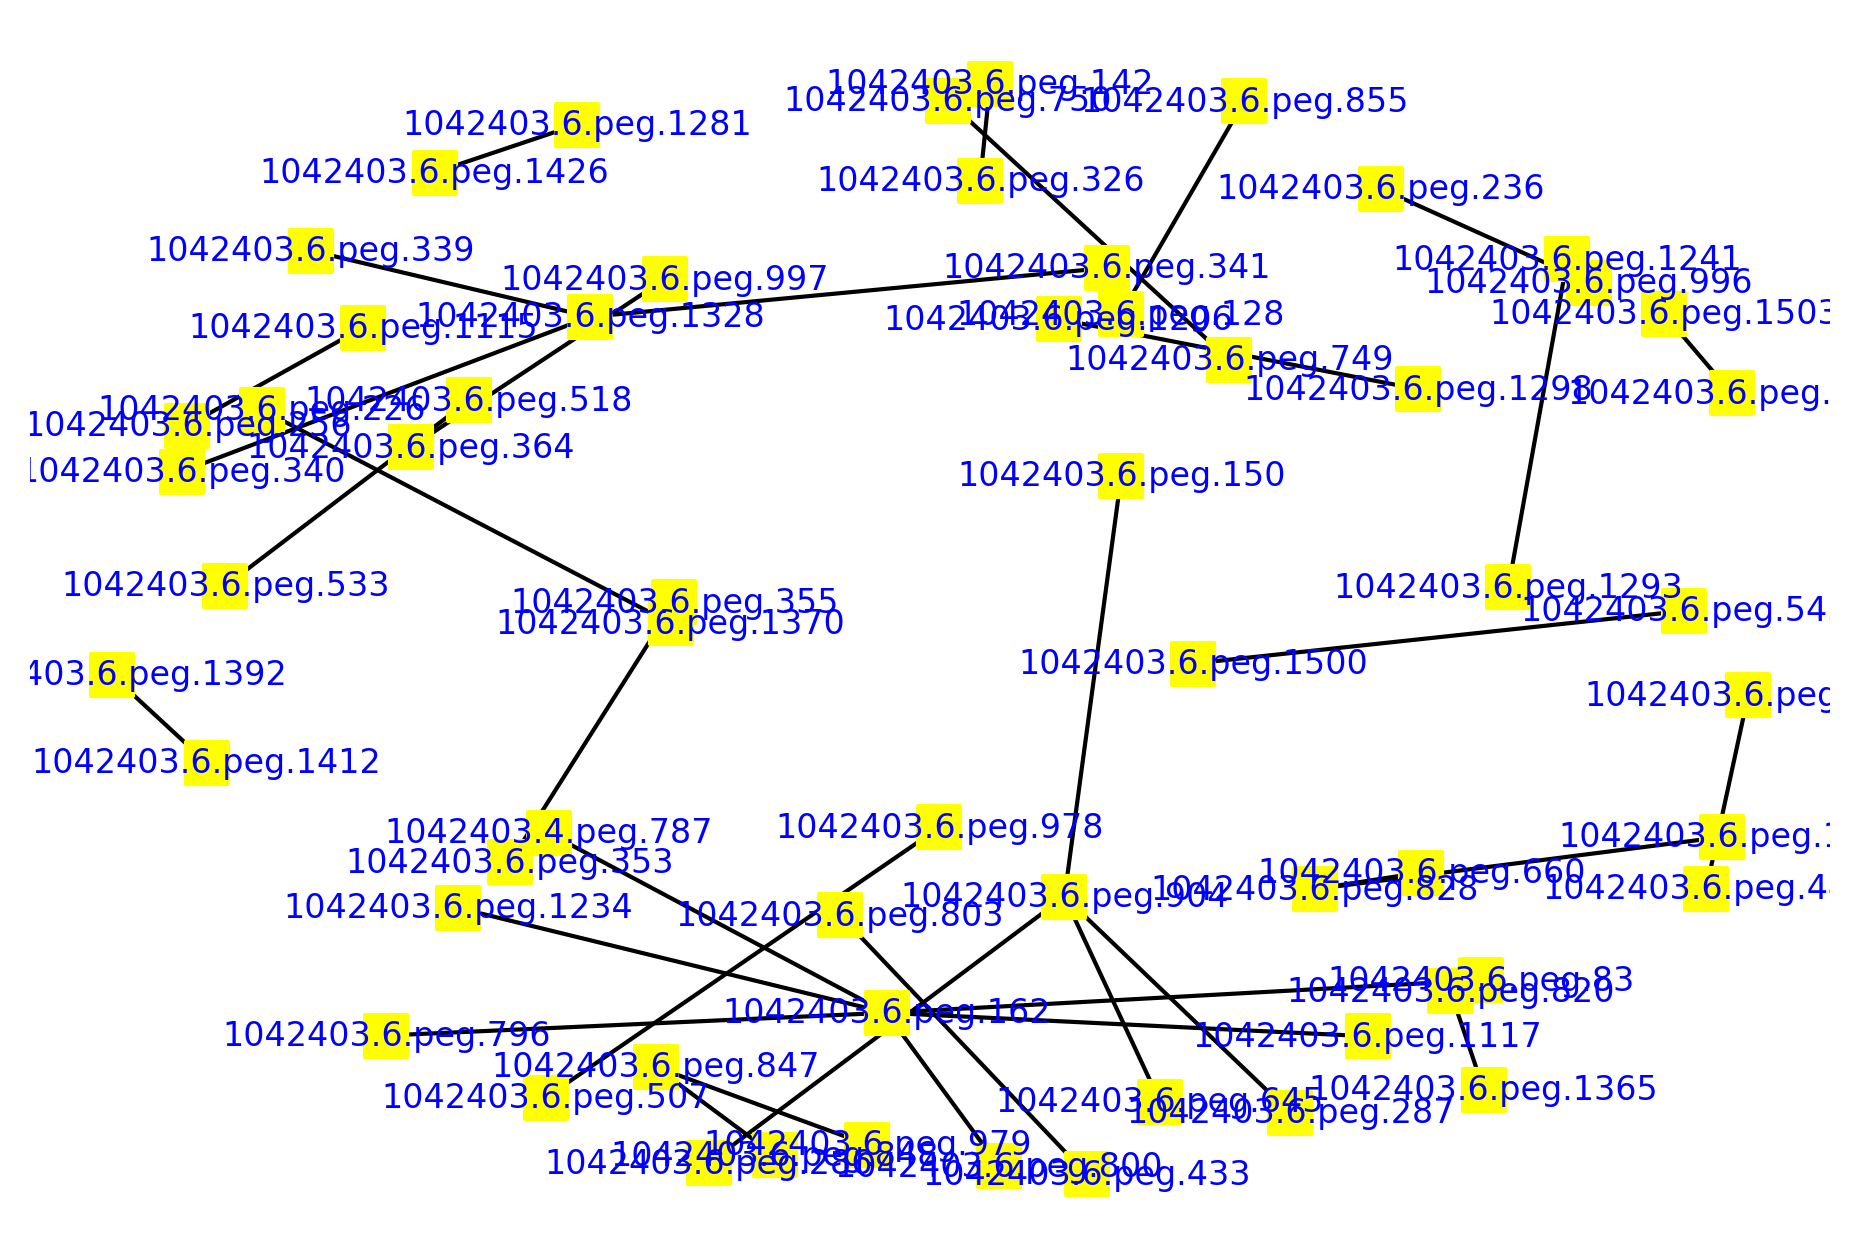 1042403.6.peg.142
1042403.6.peg.750
1042403.6.peg.855
1042403.6.peg.1281
1042403.6.peg.1426
1042403.6.peg.326
1042403.6.peg.236
1042403.6.peg.339
1042403.6.peg.997
1042403.6.peg.341
1042403.6.peg.1241
1042403.6.peg.996
1042403.6.peg.1115
1042403.6.peg.1328
1042403.6.peg.1206
1042403.6.peg.128
1042403.6.peg.1503
1042403.6.peg.749
1042403.6.peg.1298
1042403.6.peg.
1042403.6.peg.226
1042403.6.peg.518
1042403.6.peg.256
1042403.6.peg.364
1042403.6.peg.340
1042403.6.peg.150
1042403.6.peg.533
1042403.6.peg.355
1042403.6.peg.1370
1042403.6.peg.1293
1042403.6.peg.54
1042403.6.peg.1500
403.6.peg.1392
1042403.6.peg
1042403.6.peg.1412
1042403.4.peg.787
1042403.6.peg.978
1042403.6.peg.1
1042403.6.peg.353
1042403.6.peg.660
1042403.6.peg.828
1042403.6.peg.4
1042403.6.peg.1234
1042403.6.peg.803
1042403.6.peg.904
1042403.6.peg.83
1042403.6.peg.820
1042403.6.peg.162
1042403.6.peg.796
1042403.6.peg.1117
1042403.6.peg.847
1042403.6.peg.507
1042403.6.peg.645
1042403.6.peg.287
1042403.6.peg.1365
1042403.6.peg.979
1042403.6.peg.848
1042403.6.peg.800
1042403.6.peg.433